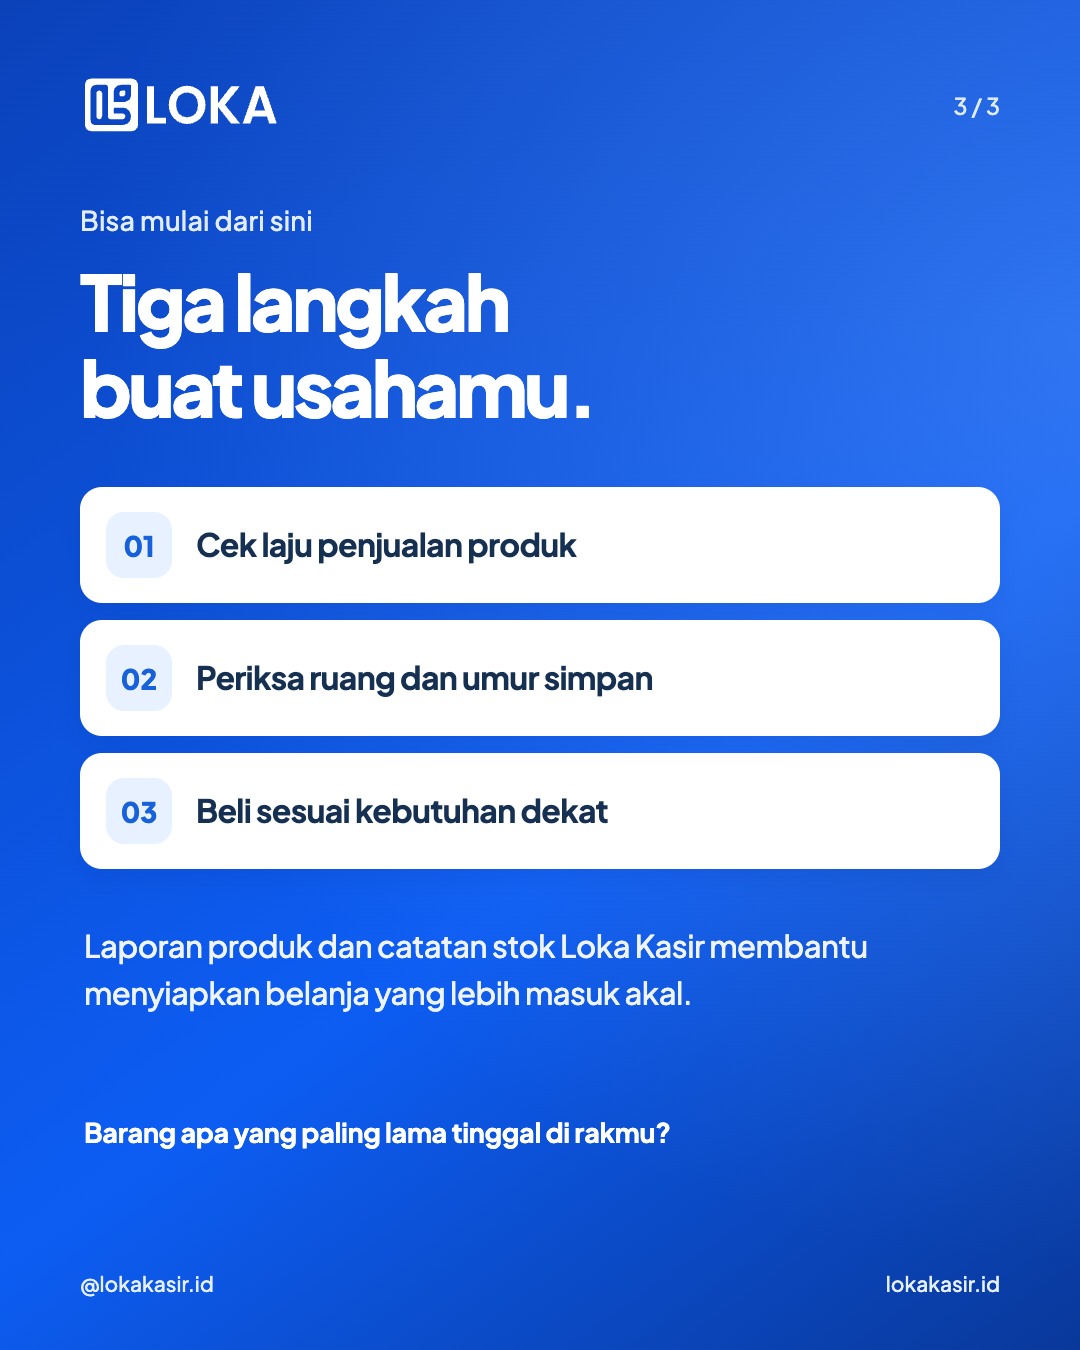 LOKA
3 / 3
Bisa mulai dari sini
Tiga langkah
buat usahamu.
01 Cek laju penjualan produk
02 Periksa ruang dan umur simpan
03 Beli sesuai kebutuhan dekat
Laporan produk dan catatan stok Loka Kasir membantu
menyiapkan belanja yang lebih masuk akal.
Barang apa yang paling lama tinggal di rakmu?
@lokakasir.id
lokakasir.id